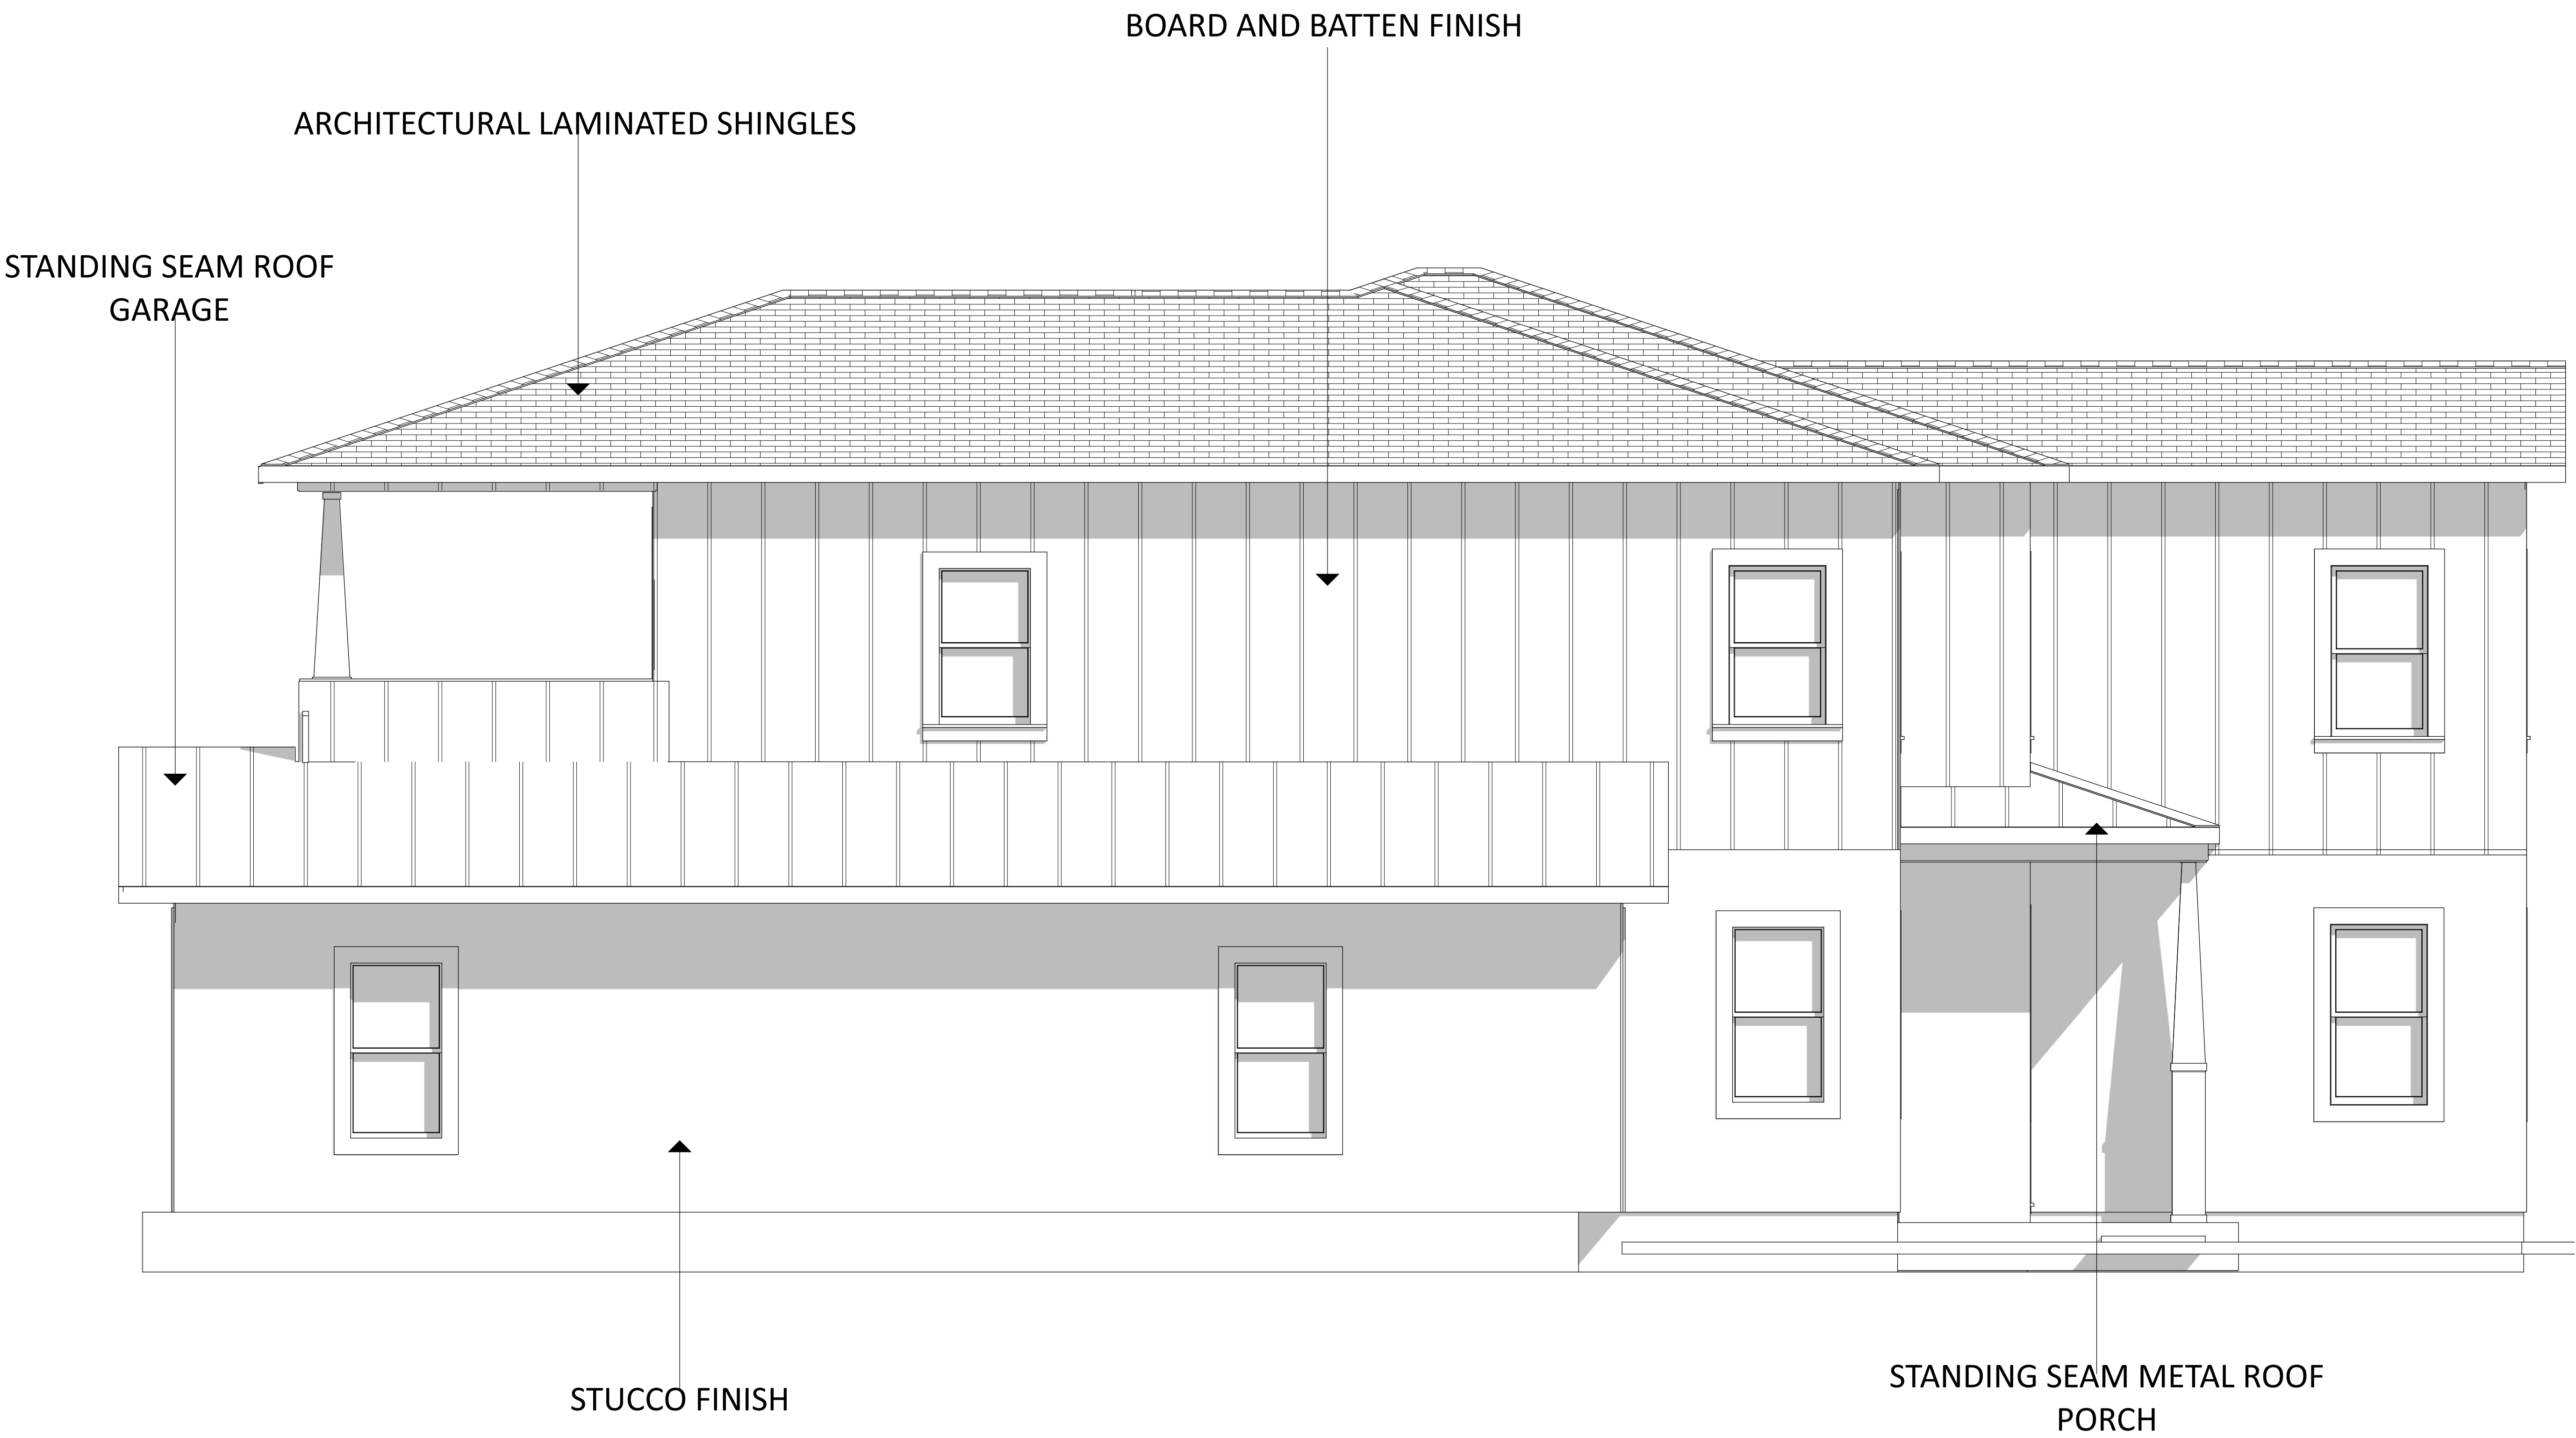 BOARD AND BATTEN FINISH
ARCHITECTURAL LAMINATED SHINGLES
STANDING SEAM ROOF
GARAGE
STUCCO FINISH
STANDING SEAM METAL ROOF
PORCH